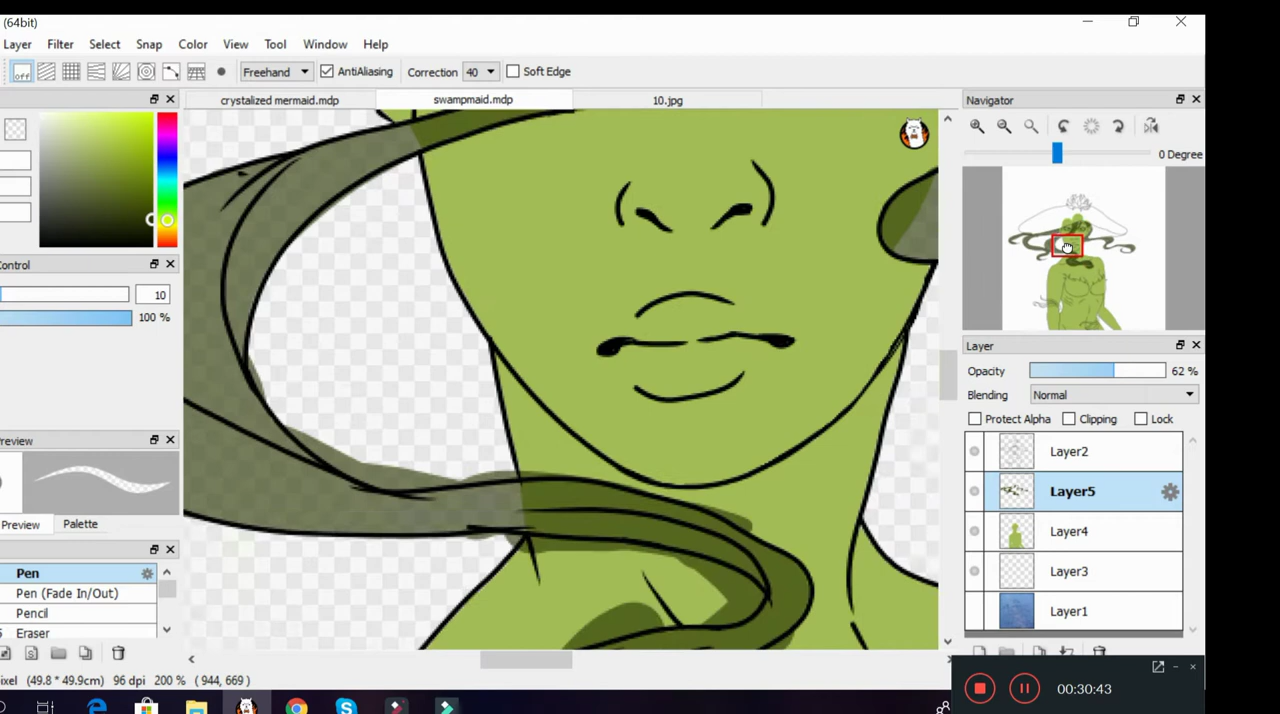 (64bit)
Layer Filter Select Snap Color View Tool Window Help
off Freehand AntiAliasing Correction 40 Soft Edge
crystalized mermaid.mdp swampmaid.mdp 10.jpg
Navigator
0 Degree
Control
10
100 %
Layer
Opacity 62 %
Blending Normal
Protect Alpha Clipping Lock
Layer2
Layer5
Layer4
Layer3
Layer1
Preview
Preview Palette
Pen
Pen (Fade In/Out)
Pencil
Eraser
ixel (49.8 * 49.9cm) 96 dpi 200 % (944, 669)
00:30:43